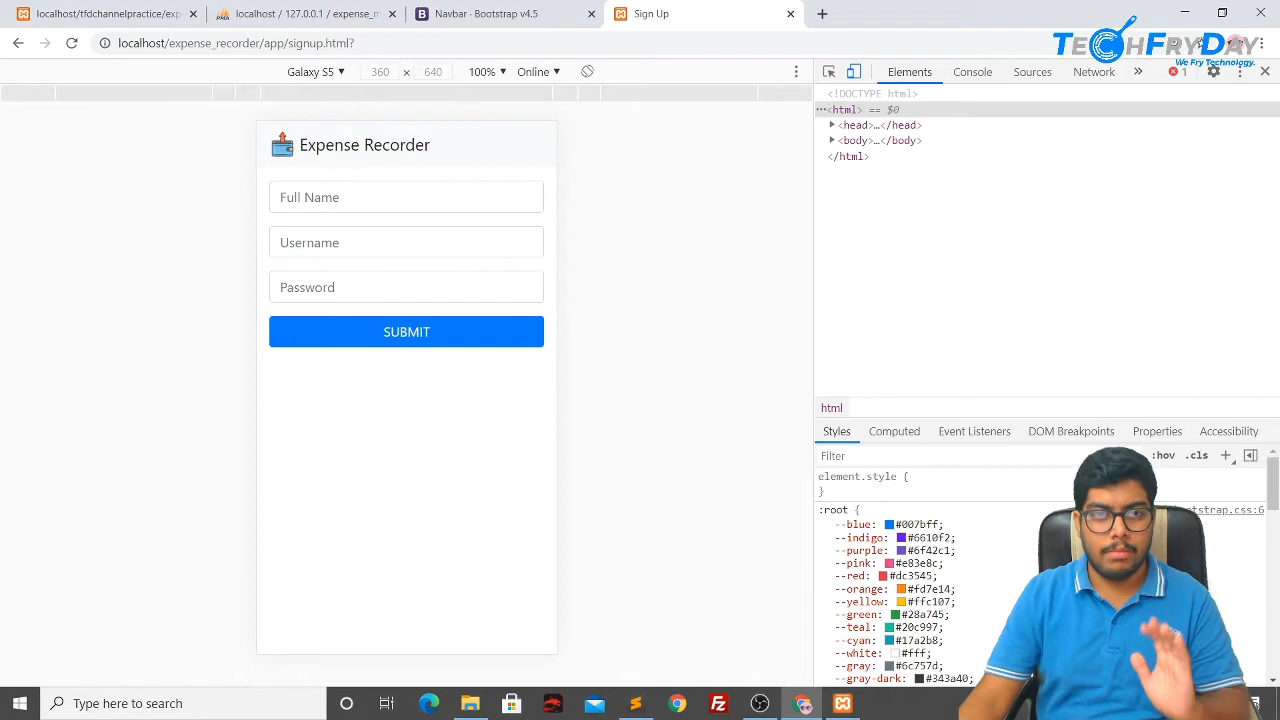 localhost/tfdchannelpractice/exp
localhost / 127.0.0.1 / expense_r
Navbar · Bootstrap v4.5
Sign Up
localhost/expense_recorder/app/signup.html?
TECHFRYDAY
We Fry Technology.
Galaxy S5 ▼ 360 × 640 100% ▼ Online ▼
Elements Console Sources Network » 1
<!DOCTYPE html>
···<html> == $0
<head>…</head>
<body>…</body>
</html>
Expense Recorder
Full Name
Username
Password
SUBMIT
html
Styles Computed Event Listeners DOM Breakpoints Properties Accessibility
Filter :hov .cls +
element.style {
}
:root {
--blue: #007bff;
--indigo: #6610f2;
--purple: #6f42c1;
--pink: #e83e8c;
--red: #dc3545;
--orange: #fd7e14;
--yellow: #ffc107;
--green: #28a745;
--teal: #20c997;
--cyan: #17a2b8;
--white: #fff;
--gray: #6c757d;
--gray-dark: #343a40;
Type here to search